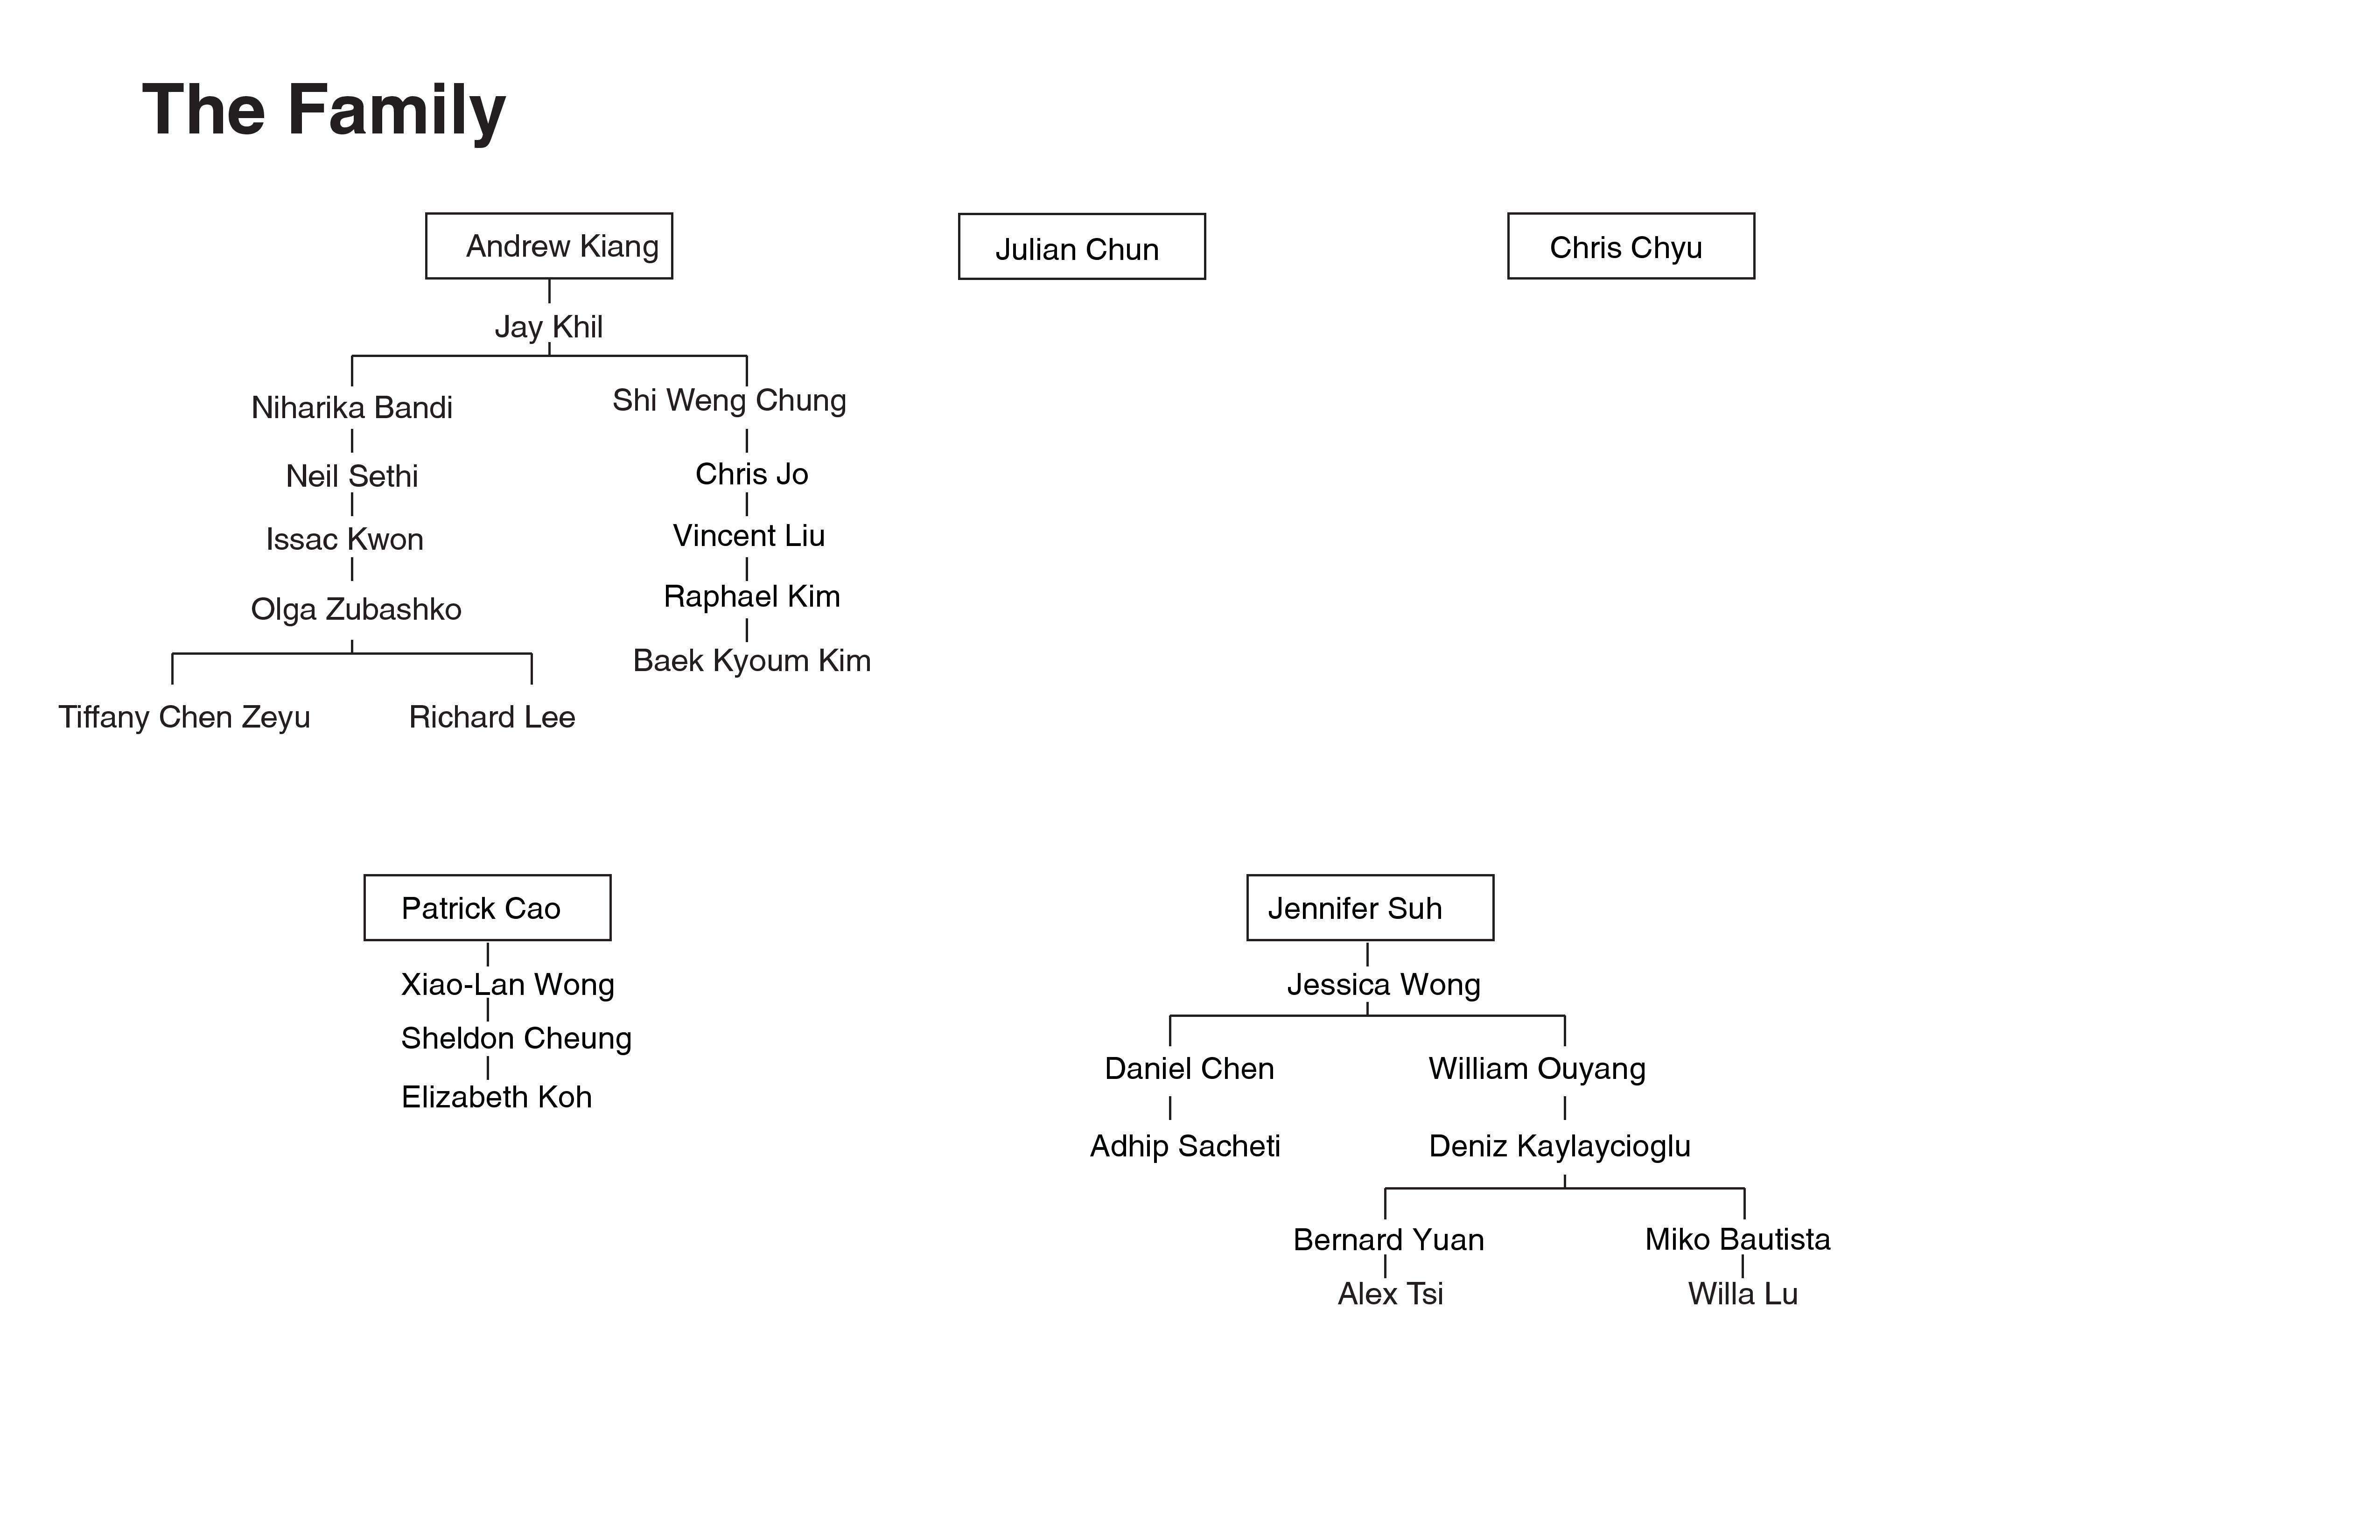 The Family
Andrew Kiang
Julian Chun
Chris Chyu
Jay Khil
Niharika Bandi
Shi Weng Chung
Neil Sethi
Chris Jo
Issac Kwon
Vincent Liu
Olga Zubashko
Raphael Kim
Baek Kyoum Kim
Tiffany Chen Zeyu
Richard Lee
Patrick Cao
Jennifer Suh
Xiao-Lan Wong
Jessica Wong
Sheldon Cheung
Daniel Chen
William Ouyang
Elizabeth Koh
Adhip Sacheti
Deniz Kaylaycioglu
Bernard Yuan
Miko Bautista
Alex Tsi
Willa Lu